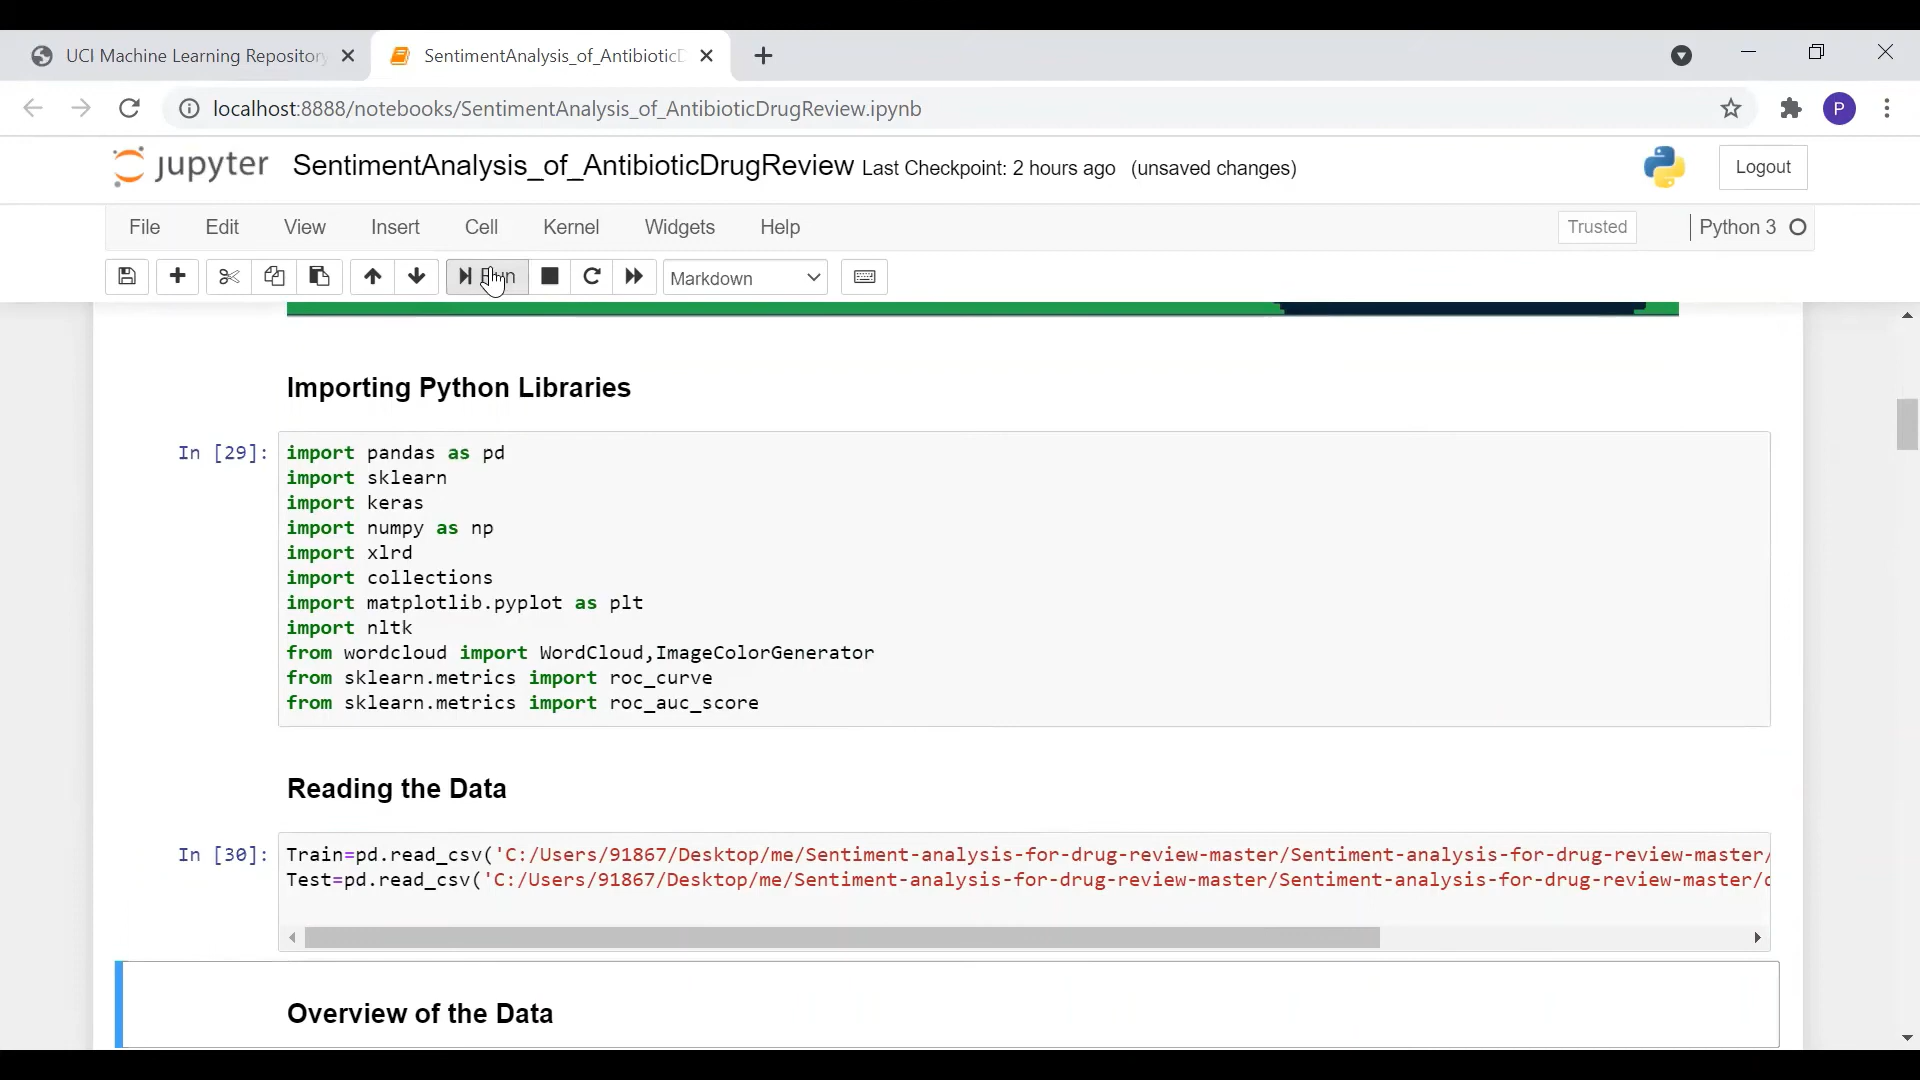 UCI Machine Learning Repository
SentimentAnalysis_of_AntibioticD
localhost:8888/notebooks/SentimentAnalysis_of_AntibioticDrugReview.ipynb
P
jupyter SentimentAnalysis_of_AntibioticDrugReview Last Checkpoint: 2 hours ago (unsaved changes)
Logout
File Edit View Insert Cell Kernel Widgets Help Trusted Python 3
Run Markdown
Importing Python Libraries
In [29]:
import pandas as pd
import sklearn
import keras
import numpy as np
import xlrd
import collections
import matplotlib.pyplot as plt
import nltk
from wordcloud import WordCloud,ImageColorGenerator
from sklearn.metrics import roc_curve
from sklearn.metrics import roc_auc_score
Reading the Data
In [30]:
Train=pd.read_csv('C:/Users/91867/Desktop/me/Sentiment-analysis-for-drug-review-master/Sentiment-analysis-for-drug-review-master/
Test=pd.read_csv('C:/Users/91867/Desktop/me/Sentiment-analysis-for-drug-review-master/Sentiment-analysis-for-drug-review-master/d
Overview of the Data